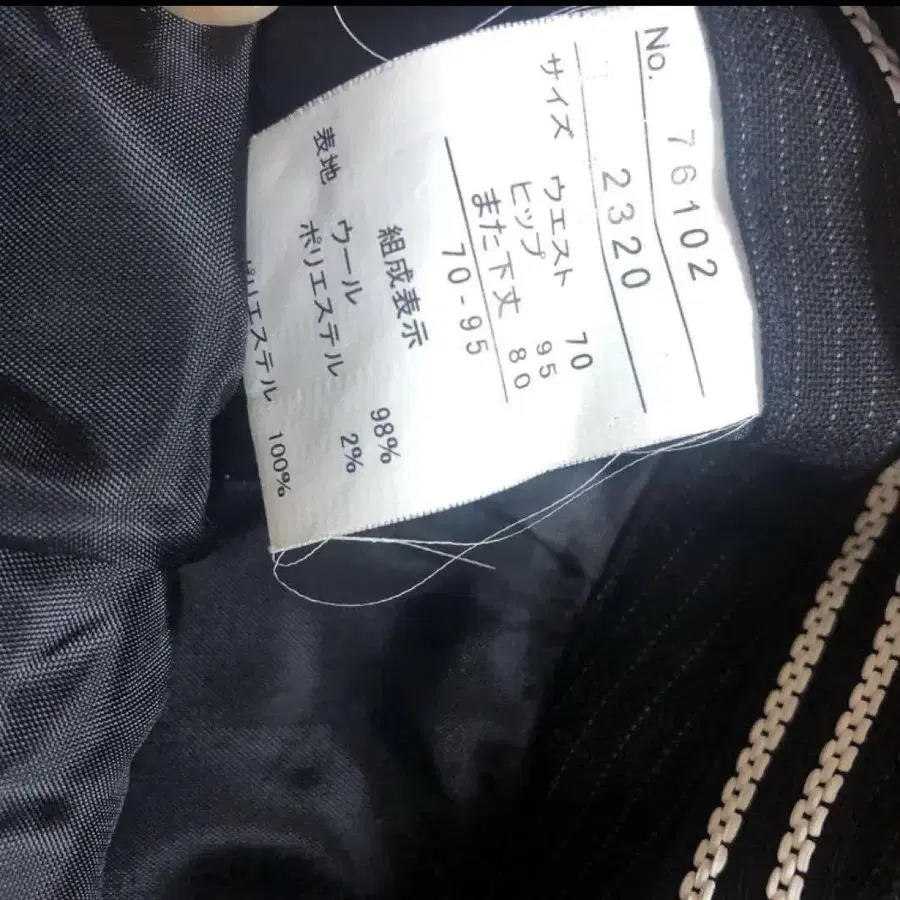 No. 76102
2320
サイズ ウエスト 70
ヒップ 95
また下丈 80
70-95
組成表示
表地 ウール 98%
ポリエステル 2%
ポリエステル 100%